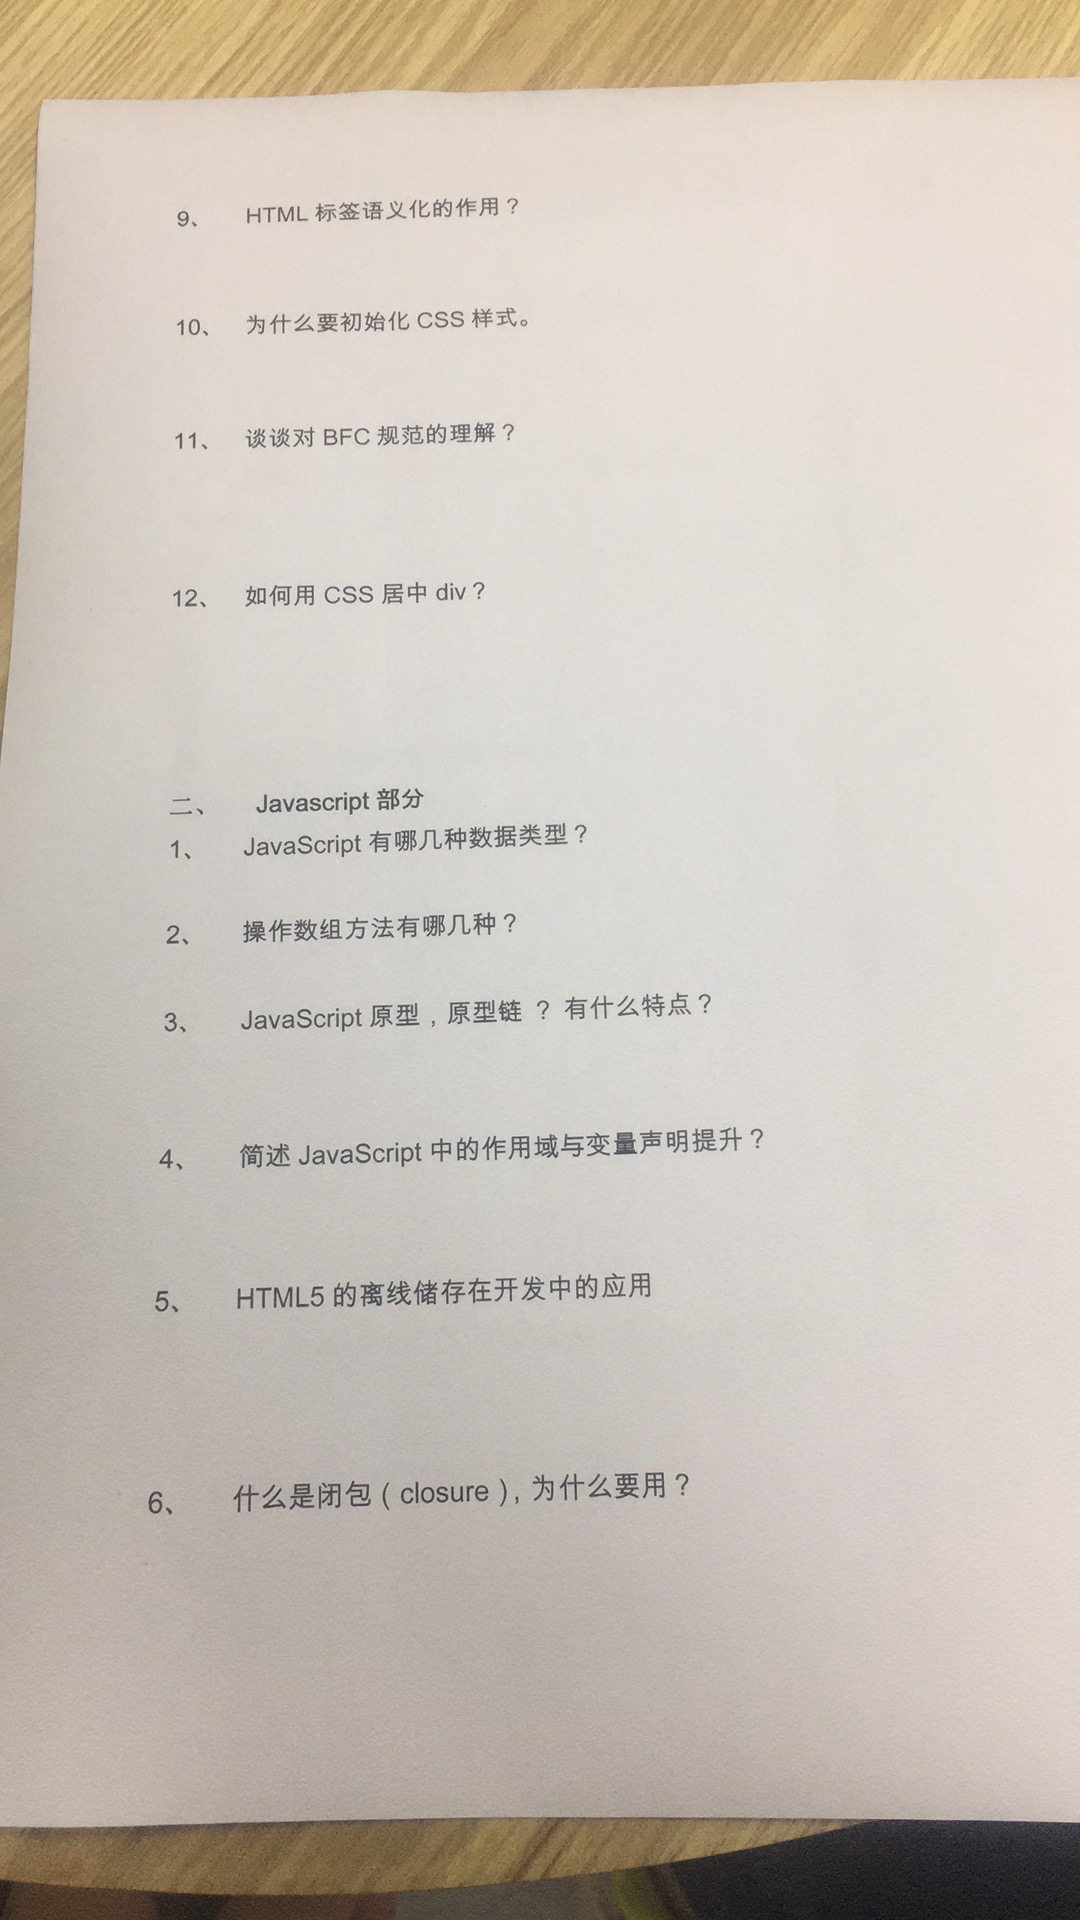 9、 HTML 标签语义化的作用？
10、 为什么要初始化 CSS 样式。
11、 谈谈对 BFC 规范的理解？
12、 如何用 CSS 居中 div？
二、 Javascript 部分
1、 JavaScript 有哪几种数据类型？
2、 操作数组方法有哪几种？
3、 JavaScript 原型，原型链 ？ 有什么特点？
4、 简述 JavaScript 中的作用域与变量声明提升？
5、 HTML5 的离线储存在开发中的应用
6、 什么是闭包（closure），为什么要用？